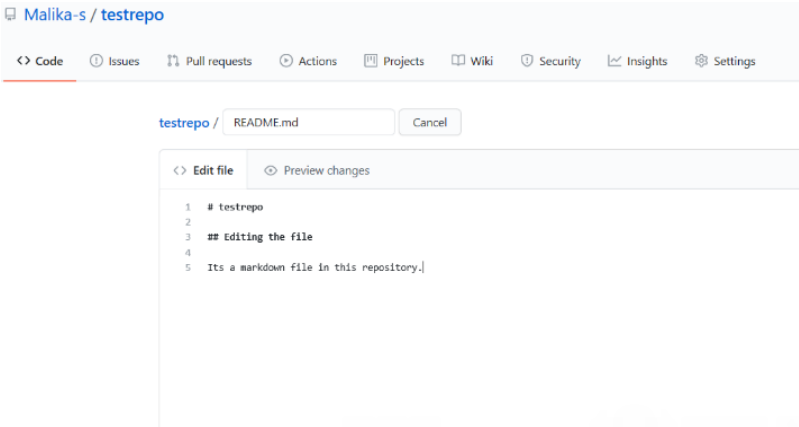 Malika-s / testrepo
Code Issues Pull requests Actions Projects Wiki Security Insights Settings
testrepo / README.md Cancel
Edit file Preview changes
1 # testrepo
2
3 ## Editing the file
4
5 Its a markdown file in this repository.